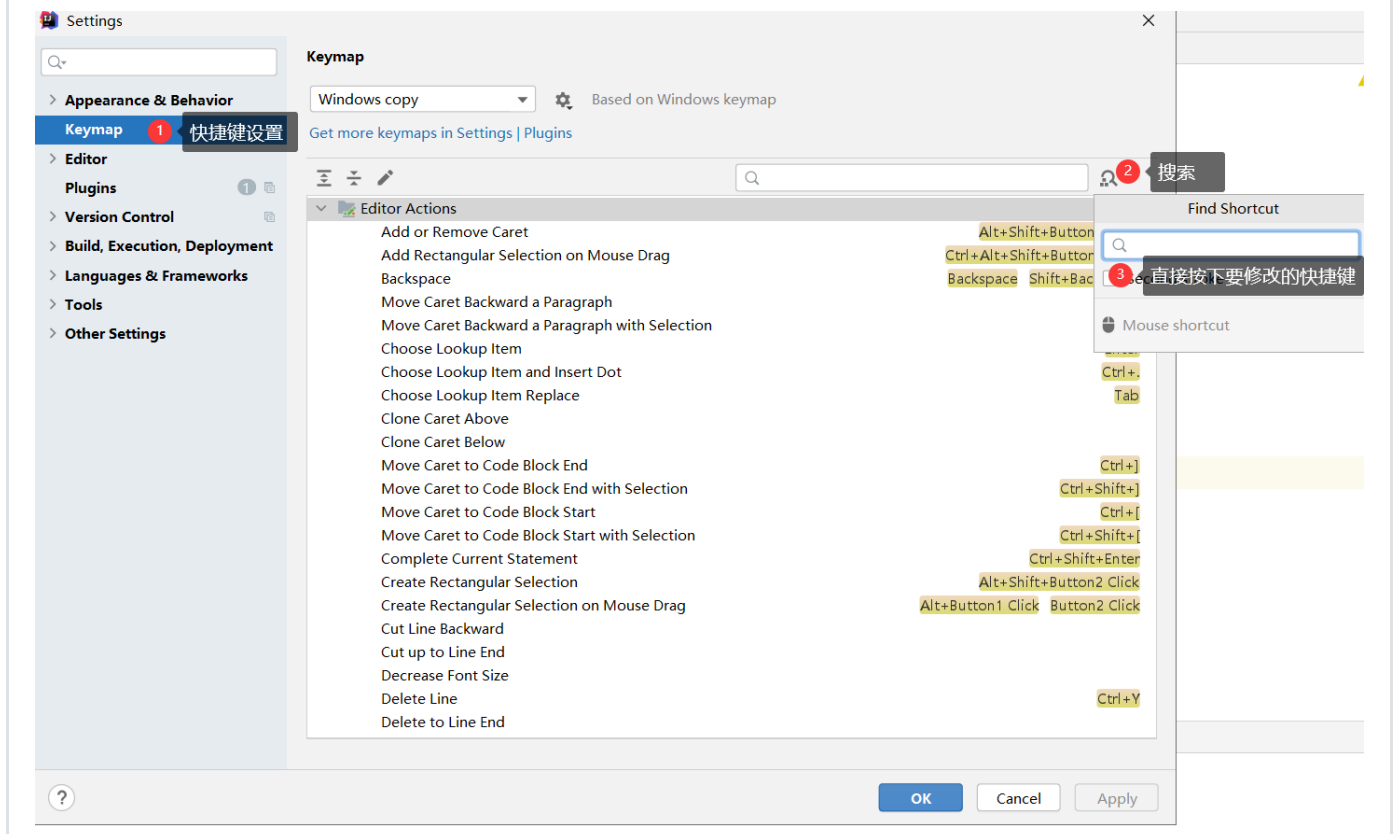 Settings
Keymap
Windows copy
Based on Windows keymap
Get more keymaps in Settings | Plugins
Appearance & Behavior
Keymap 1 快捷键设置
Editor
Plugins 1
Version Control
Build, Execution, Deployment
Languages & Frameworks
Tools
Other Settings
2 搜索
Find Shortcut
3 直接按下要修改的快捷键
Mouse shortcut
Editor Actions
Add or Remove Caret Alt+Shift+Button
Add Rectangular Selection on Mouse Drag Ctrl+Alt+Shift+Button
Backspace Backspace Shift+Bac
Move Caret Backward a Paragraph
Move Caret Backward a Paragraph with Selection
Choose Lookup Item
Choose Lookup Item and Insert Dot Ctrl+.
Choose Lookup Item Replace Tab
Clone Caret Above
Clone Caret Below
Move Caret to Code Block End Ctrl+]
Move Caret to Code Block End with Selection Ctrl+Shift+]
Move Caret to Code Block Start Ctrl+[
Move Caret to Code Block Start with Selection Ctrl+Shift+[
Complete Current Statement Ctrl+Shift+Enter
Create Rectangular Selection Alt+Shift+Button2 Click
Create Rectangular Selection on Mouse Drag Alt+Button1 Click Button2 Click
Cut Line Backward
Cut up to Line End
Decrease Font Size
Delete Line Ctrl+Y
Delete to Line End
?
OK
Cancel
Apply